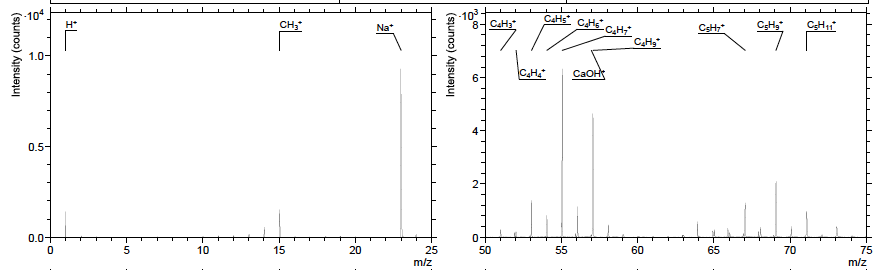 ·10⁴
Intensity (counts)
1.0
0.5
0.0
H⁺
CH₃⁺
Na⁺
0 5 10 15 20 25
m/z
·10³
Intensity (counts)
8
6
4
2
0
C₄H₃⁺
C₄H₅⁺
C₄H₆⁺
C₄H₇⁺
C₄H₉⁺
C₄H₄⁺
CaOH⁺
C₅H₇⁺
C₅H₉⁺
C₅H₁₁⁺
50 55 60 65 70 75
m/z